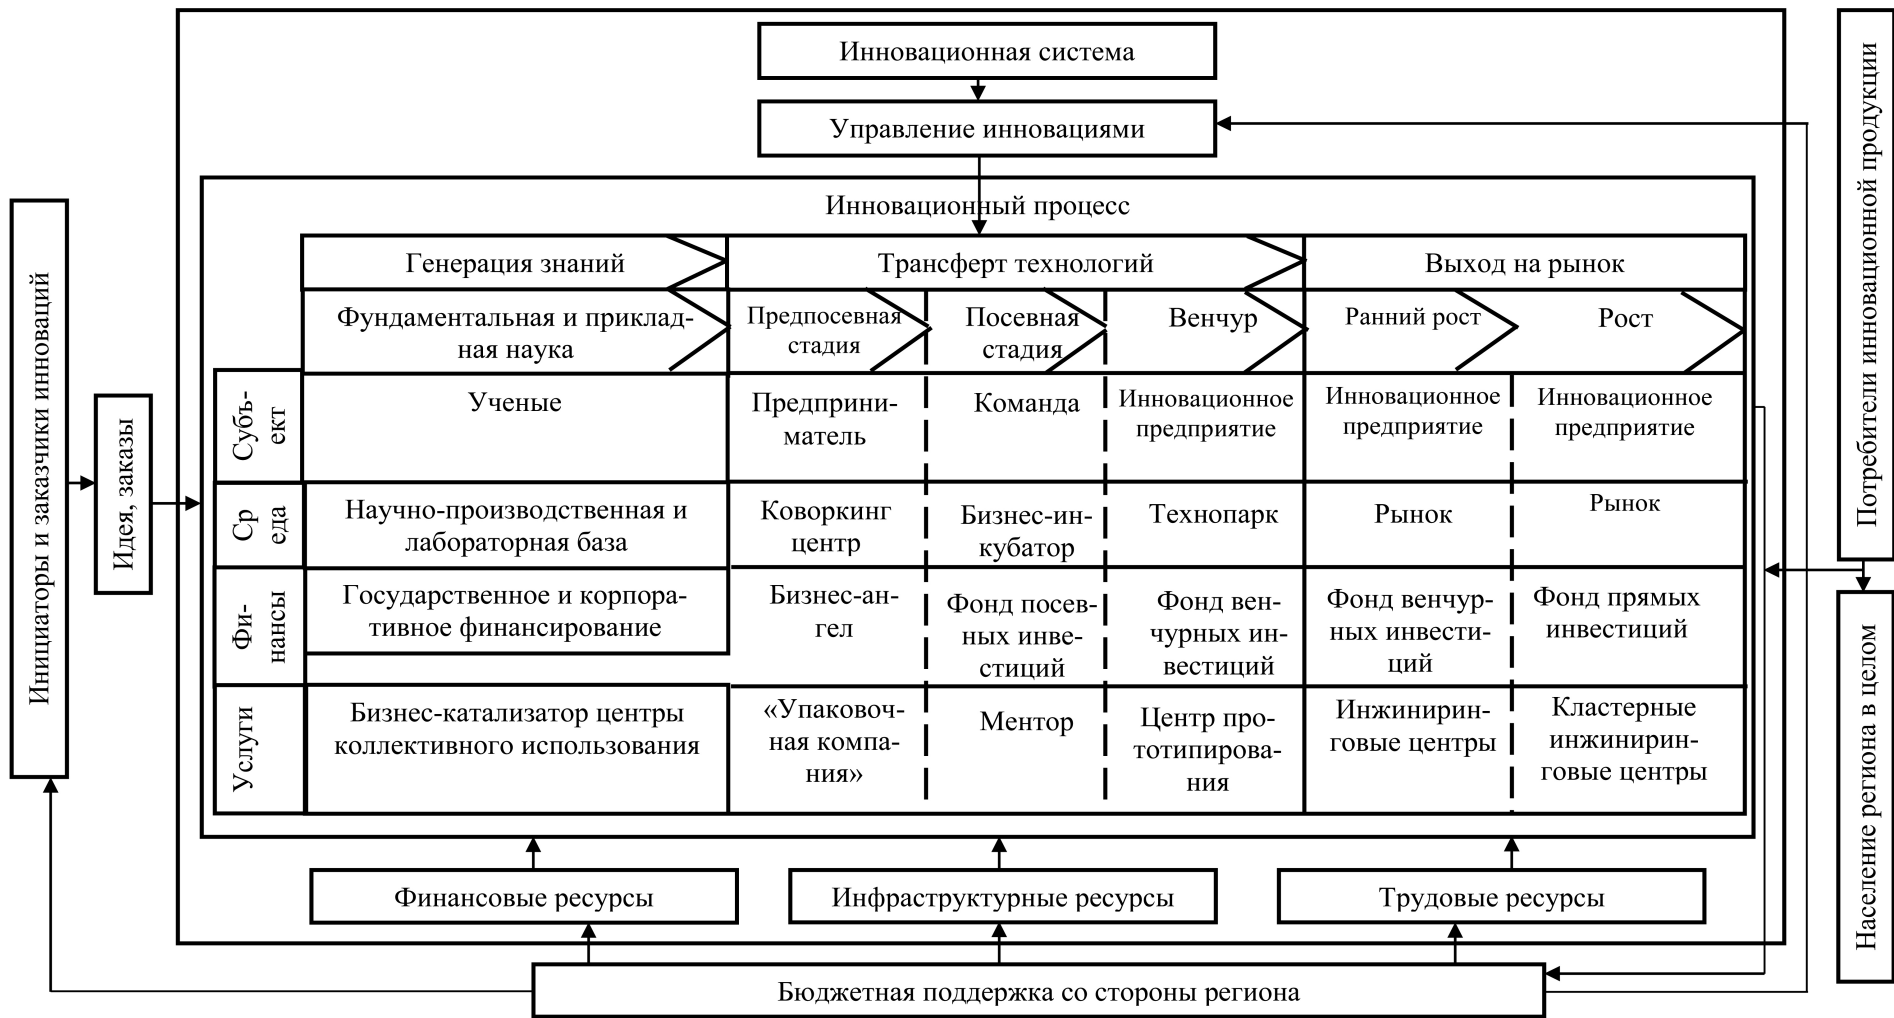 Инновационная система
Управление инновациями
Инновационный процесс
Генерация знаний
Трансферт технологий
Выход на рынок
Фундаментальная и приклад-
ная наука
Предпосевная
стадия
Посевная
стадия
Венчур
Ранний рост
Рост
Субъ-
ект
Ученые
Предприни-
матель
Команда
Инновационное
предприятие
Инновационное
предприятие
Инновационное
предприятие
Ср
еда
Научно-производственная и
лабораторная база
Коворкинг
центр
Бизнес-ин-
кубатор
Технопарк
Рынок
Рынок
Фи-
нансы
Государственное и корпора-
тивное финансирование
Бизнес-ан-
гел
Фонд посев-
ных инве-
стиций
Фонд вен-
чурных ин-
вестиций
Фонд венчур-
ных инвести-
ций
Фонд прямых
инвестиций
Услуги
Бизнес-катализатор центры
коллективного использования
«Упаковоч-
ная компа-
ния»
Ментор
Центр про-
тотипирова-
ния
Инжинирин-
говые центры
Кластерные
инжинирин-
говые центры
Финансовые ресурсы
Инфраструктурные ресурсы
Трудовые ресурсы
Бюджетная поддержка со стороны региона
Инициаторы и заказчики инноваций
Идея, заказы
Потребители инновационной продукции
Население региона в целом